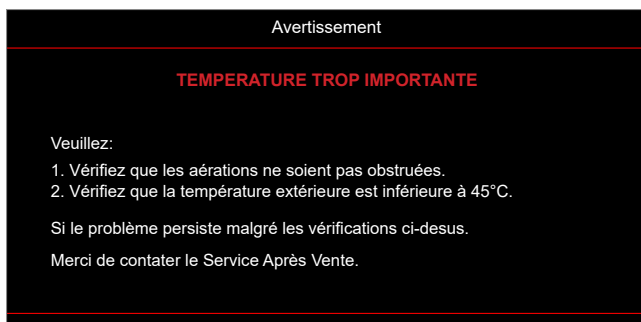 Avertissement
TEMPERATURE TROP IMPORTANTE
Veuillez:
1. Vérifiez que les aérations ne soient pas obstruées.
2. Vérifiez que la température extérieure est inférieure à 45°C.
Si le problème persiste malgré les vérifications ci-desus.
Merci de contater le Service Après Vente.